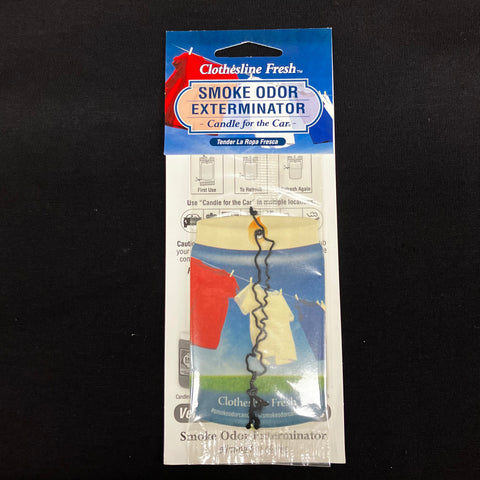 Clothesline Fresh™
SMOKE ODOR
EXTERMINATOR
- Candle for the Car -
Tender La Ropa Fresca
First Use
To Refresh
Refresh Again
Use "Candle for the Car" in multiple locations.
Clothesline Fresh
Smoke Odor Exterminator